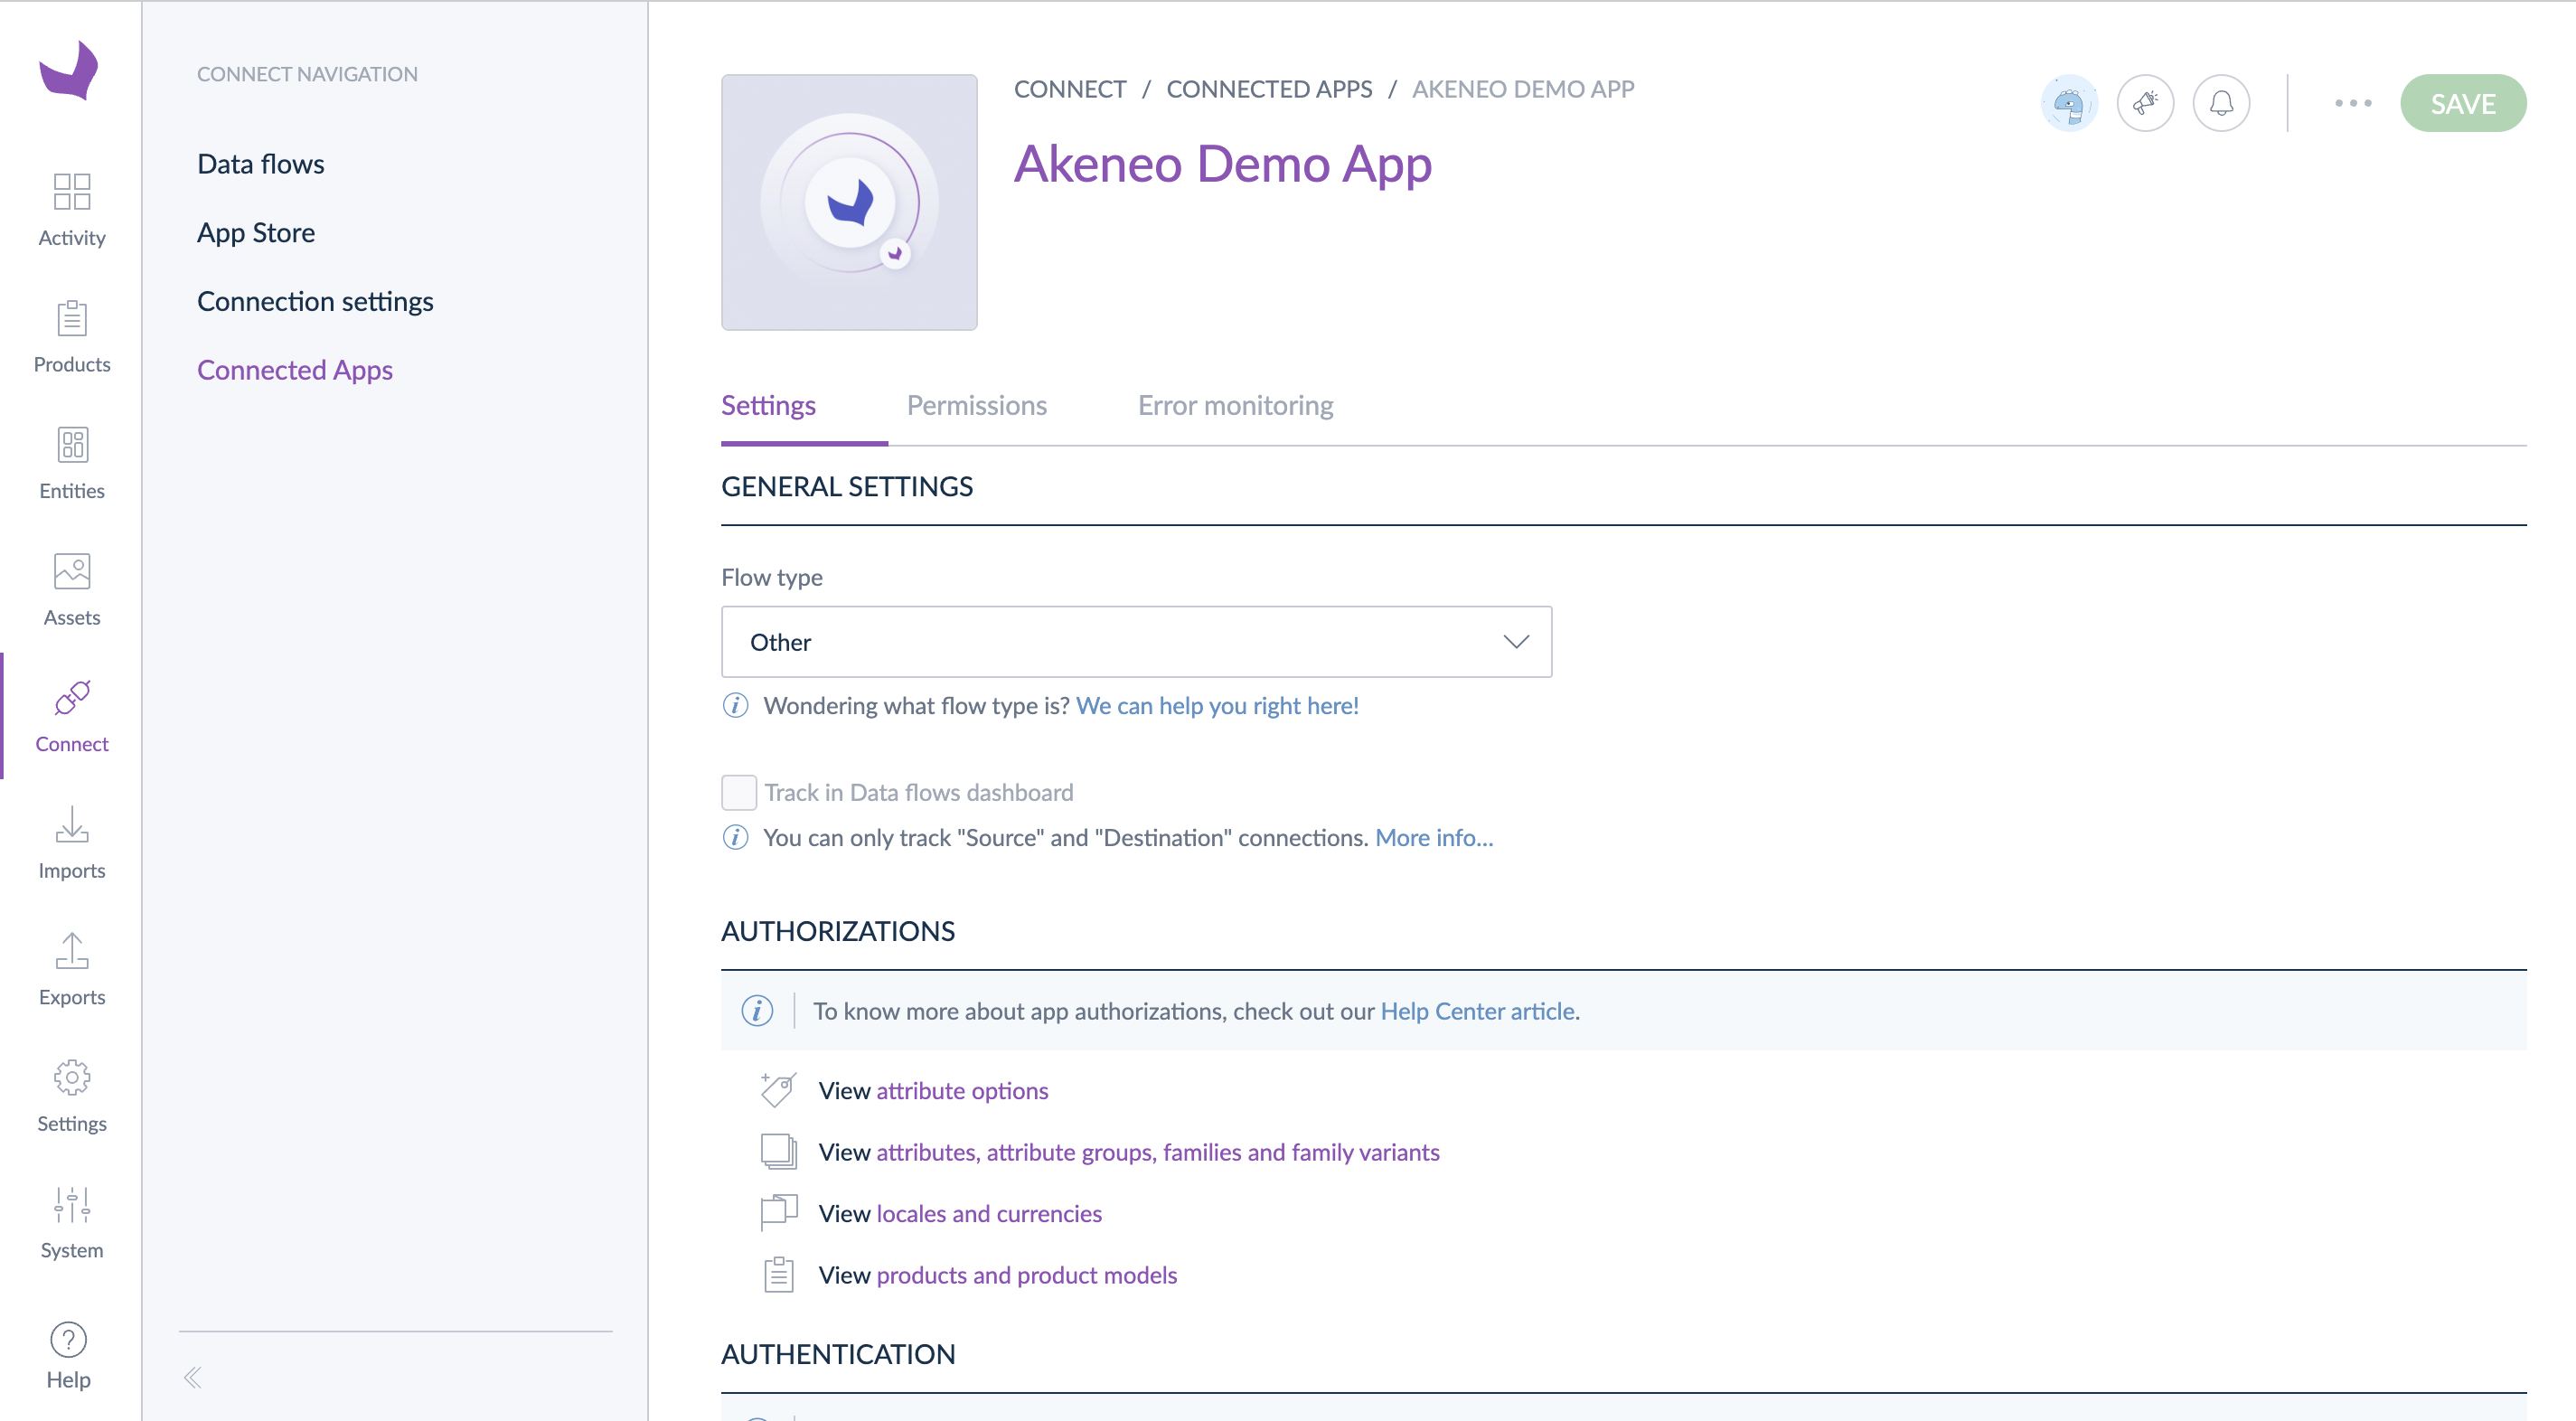 Activity
Products
Entities
Assets
Connect
Imports
Exports
Settings
System
Help
CONNECT NAVIGATION
Data flows
App Store
Connection settings
Connected Apps
CONNECT / CONNECTED APPS / AKENEO DEMO APP
SAVE
Akeneo Demo App
Settings Permissions Error monitoring
GENERAL SETTINGS
Flow type
Other
Wondering what flow type is? We can help you right here!
Track in Data flows dashboard
You can only track "Source" and "Destination" connections. More info...
AUTHORIZATIONS
To know more about app authorizations, check out our Help Center article.
View attribute options
View attributes, attribute groups, families and family variants
View locales and currencies
View products and product models
AUTHENTICATION